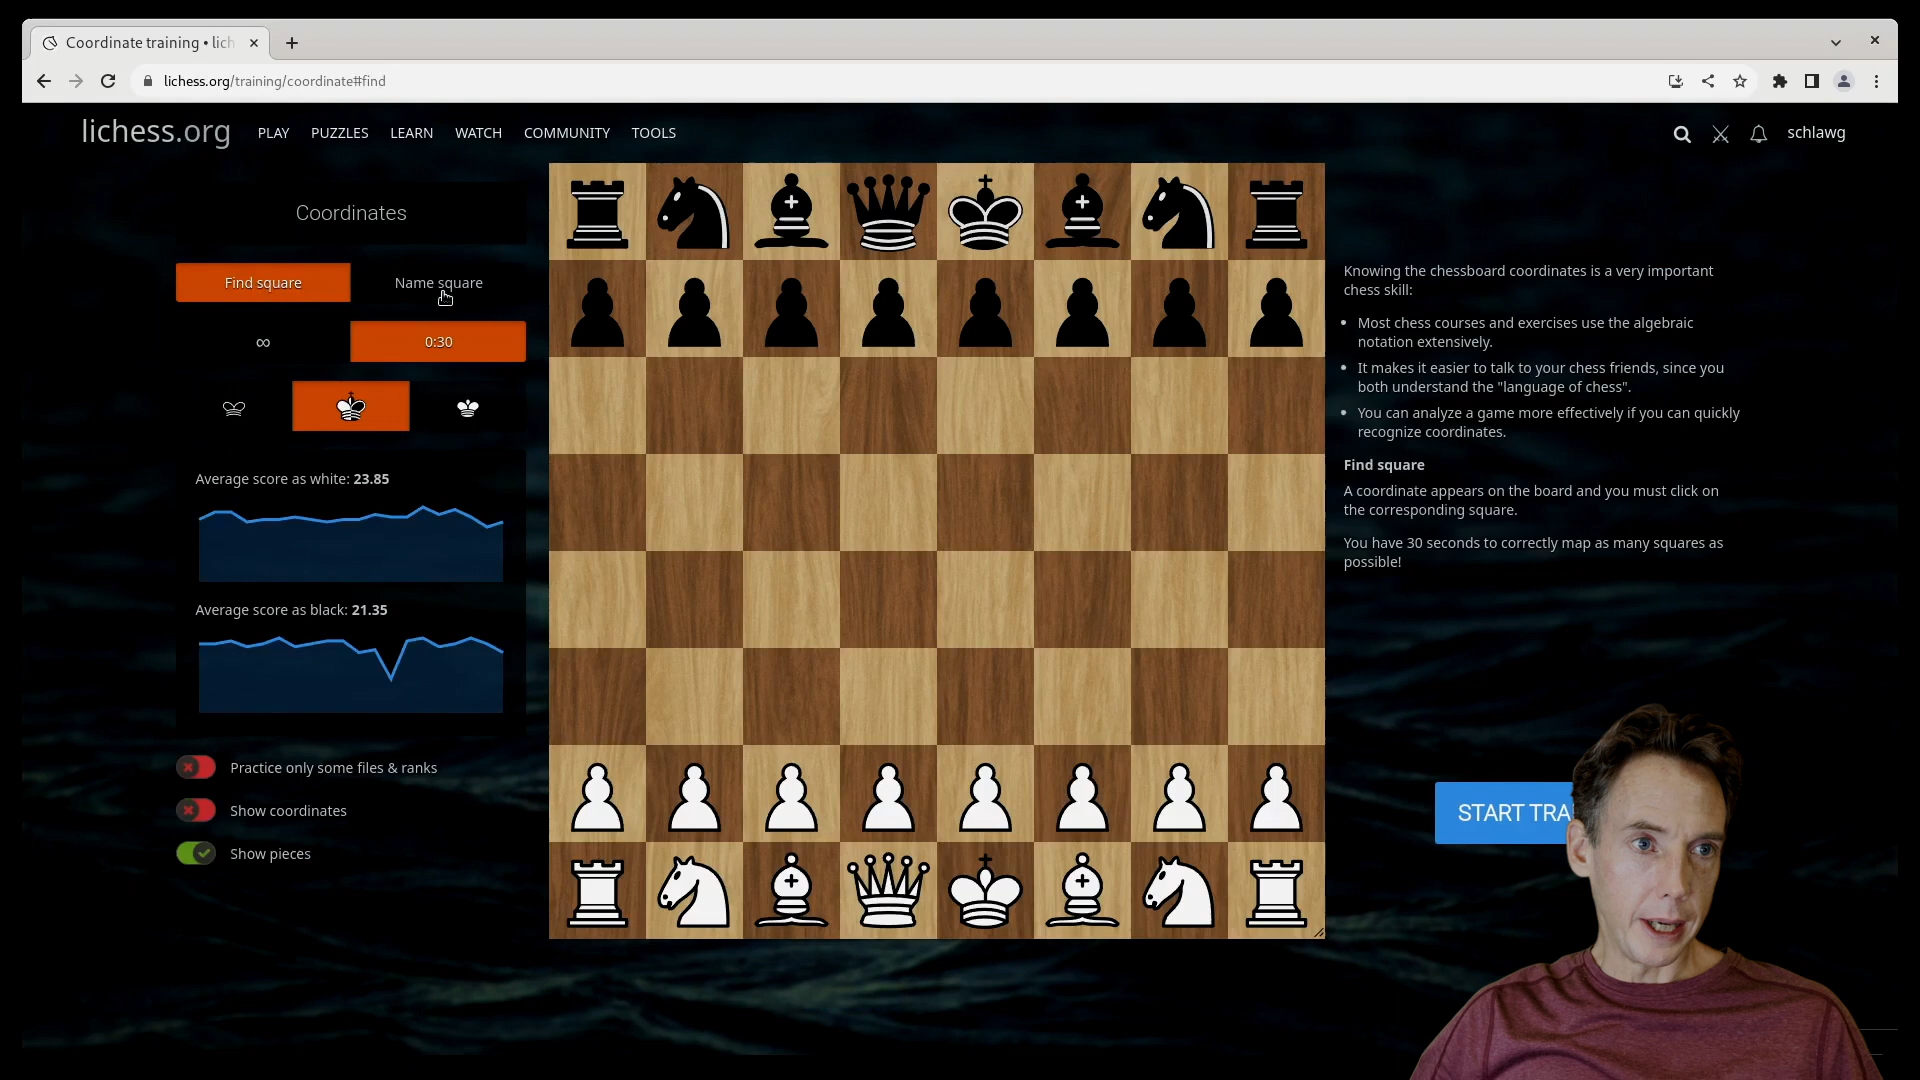 Coordinate training • lich
lichess.org/training/coordinate#find
lichess.org PLAY PUZZLES LEARN WATCH COMMUNITY TOOLS schlawg
Coordinates
Find square Name square
∞ 0:30
Average score as white: 23.85
Average score as black: 21.35
Practice only some files & ranks
Show coordinates
Show pieces
Knowing the chessboard coordinates is a very important
chess skill:
• Most chess courses and exercises use the algebraic
notation extensively.
• It makes it easier to talk to your chess friends, since you
both understand the "language of chess".
• You can analyze a game more effectively if you can quickly
recognize coordinates.
Find square
A coordinate appears on the board and you must click on
the corresponding square.
You have 30 seconds to correctly map as many squares as
possible!
START TRA